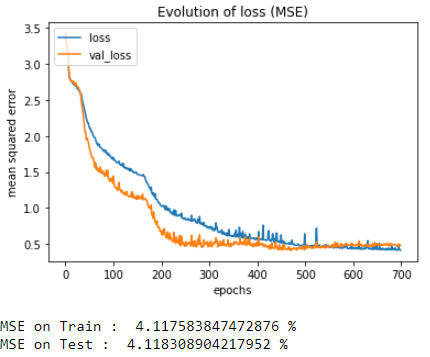 Evolution of loss (MSE)
3.5
3.0
2.5
2.0
1.5
1.0
0.5
mean squared error
loss
val_loss
0 100 200 300 400 500 600 700
epochs
MSE on Train :  4.117583847472876 %
MSE on Test :  4.118308904217952 %